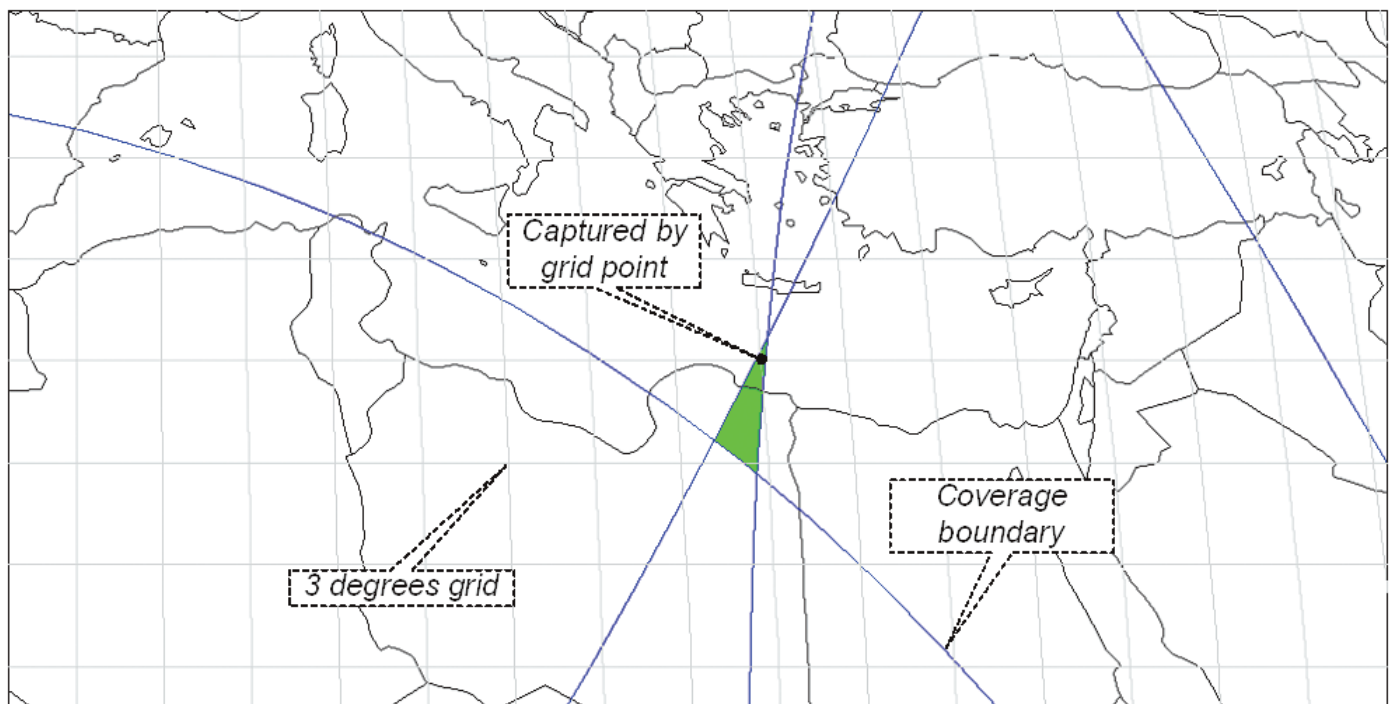 Captured by
grid point
Coverage
boundary
3 degrees grid